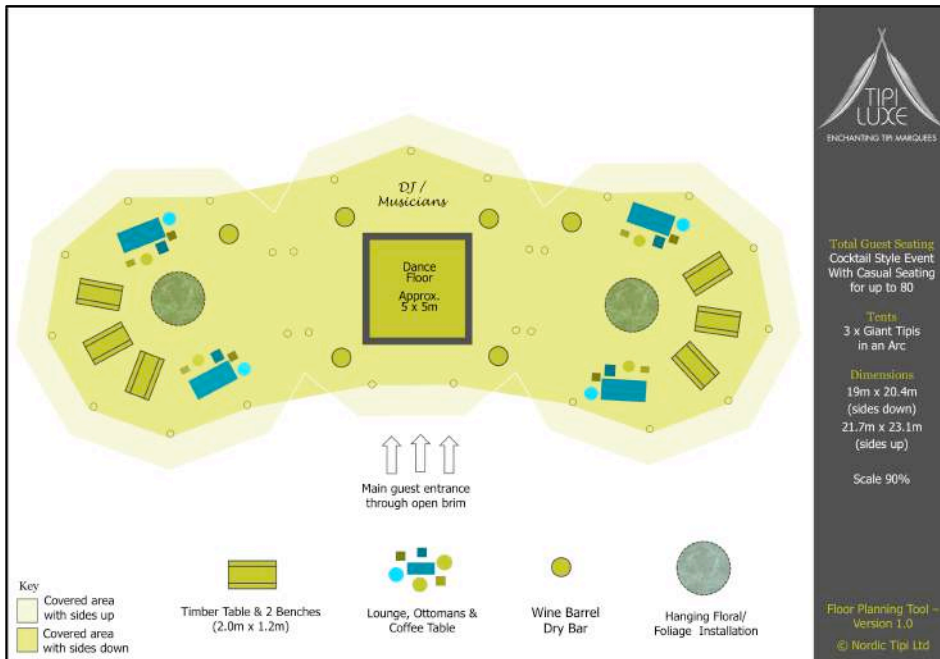 DJ /
Musicians
Dance
Floor
Approx.
5 x 5m
Main guest entrance
through open brim
Key
Covered area
with sides up
Covered area
with sides down
Timber Table & 2 Benches
(2.0m x 1.2m)
Lounge, Ottomans &
Coffee Table
Wine Barrel
Dry Bar
Hanging Floral/
Foliage Installation
TIPI
LUXE
ENCHANTING TIPI MARQUEES
Total Guest Seating
Cocktail Style Event
With Casual Seating
for up to 80
Tents
3 x Giant Tipis
in an Arc
Dimensions
19m x 20.4m
(sides down)
21.7m x 23.1m
(sides up)
Scale 90%
Floor Planning Tool –
Version 1.0
© Nordic Tipi Ltd